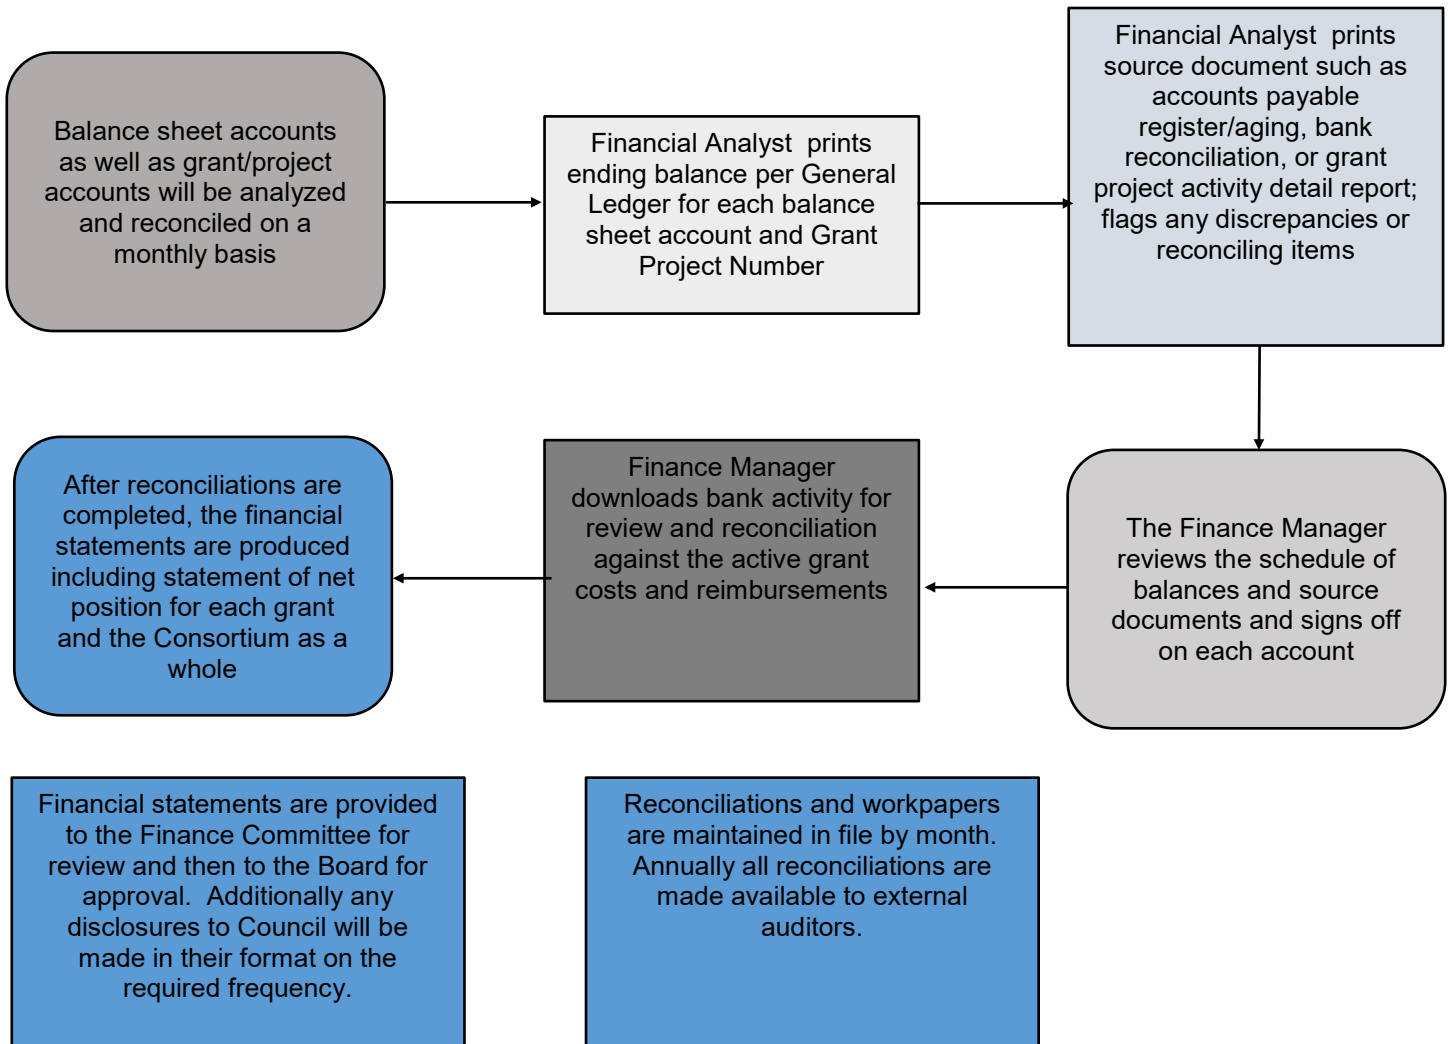 Balance sheet accounts
as well as grant/project
accounts will be analyzed
and reconciled on a
monthly basis
Financial Analyst  prints
ending balance per General
Ledger for each balance
sheet account and Grant
Project Number
Financial Analyst  prints
source document such as
accounts payable
register/aging, bank
reconciliation, or grant
project activity detail report;
flags any discrepancies or
reconciling items
The Finance Manager
reviews the schedule of
balances and source
documents and signs off
on each account
Finance Manager
downloads bank activity for
review and reconciliation
against the active grant
costs and reimbursements
After reconciliations are
completed, the financial
statements are produced
including statement of net
position for each grant
and the Consortium as a
whole
Financial statements are provided
to the Finance Committee for
review and then to the Board for
approval.  Additionally any
disclosures to Council will be
made in their format on the
required frequency.
Reconciliations and workpapers
are maintained in file by month.
Annually all reconciliations are
made available to external
auditors.